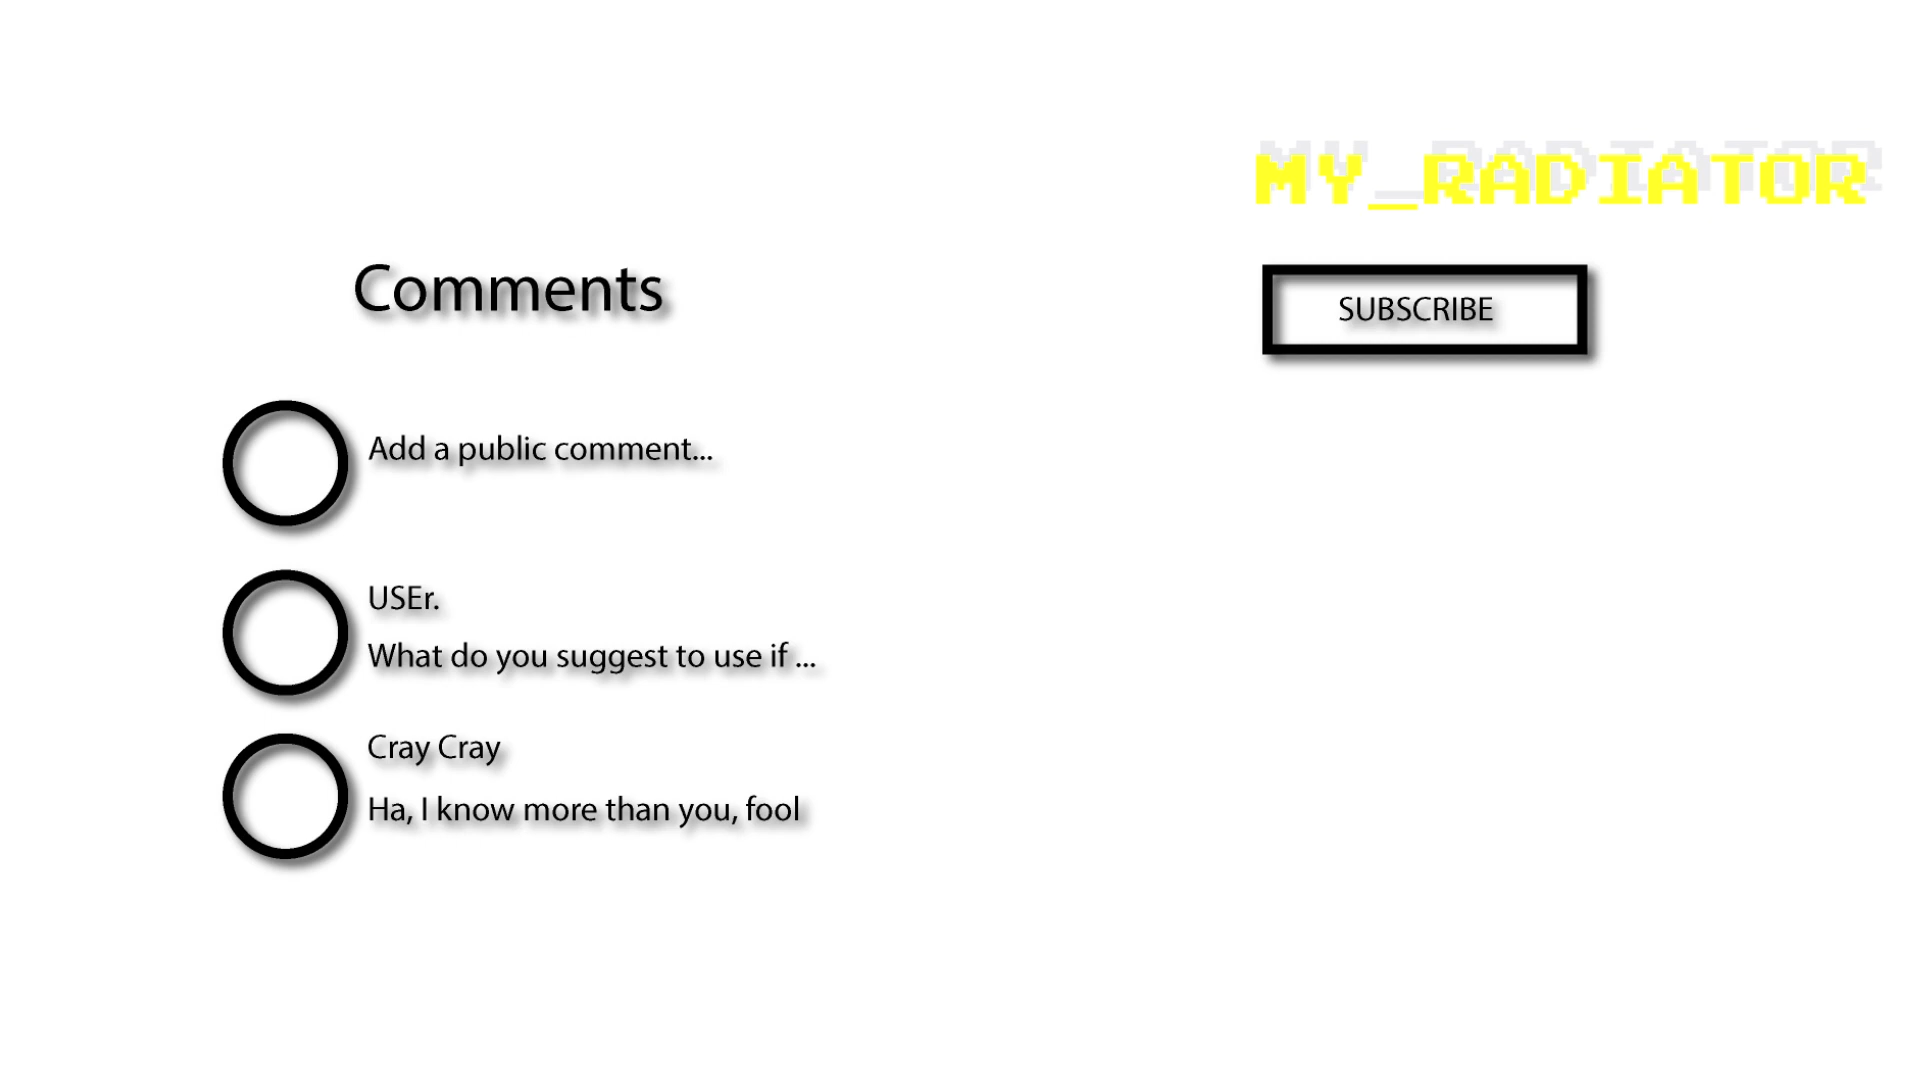 MY_RADIATOR
Comments
SUBSCRIBE
Add a public comment...
USEr.
What do you suggest to use if ...
Cray Cray
Ha, I know more than you, fool